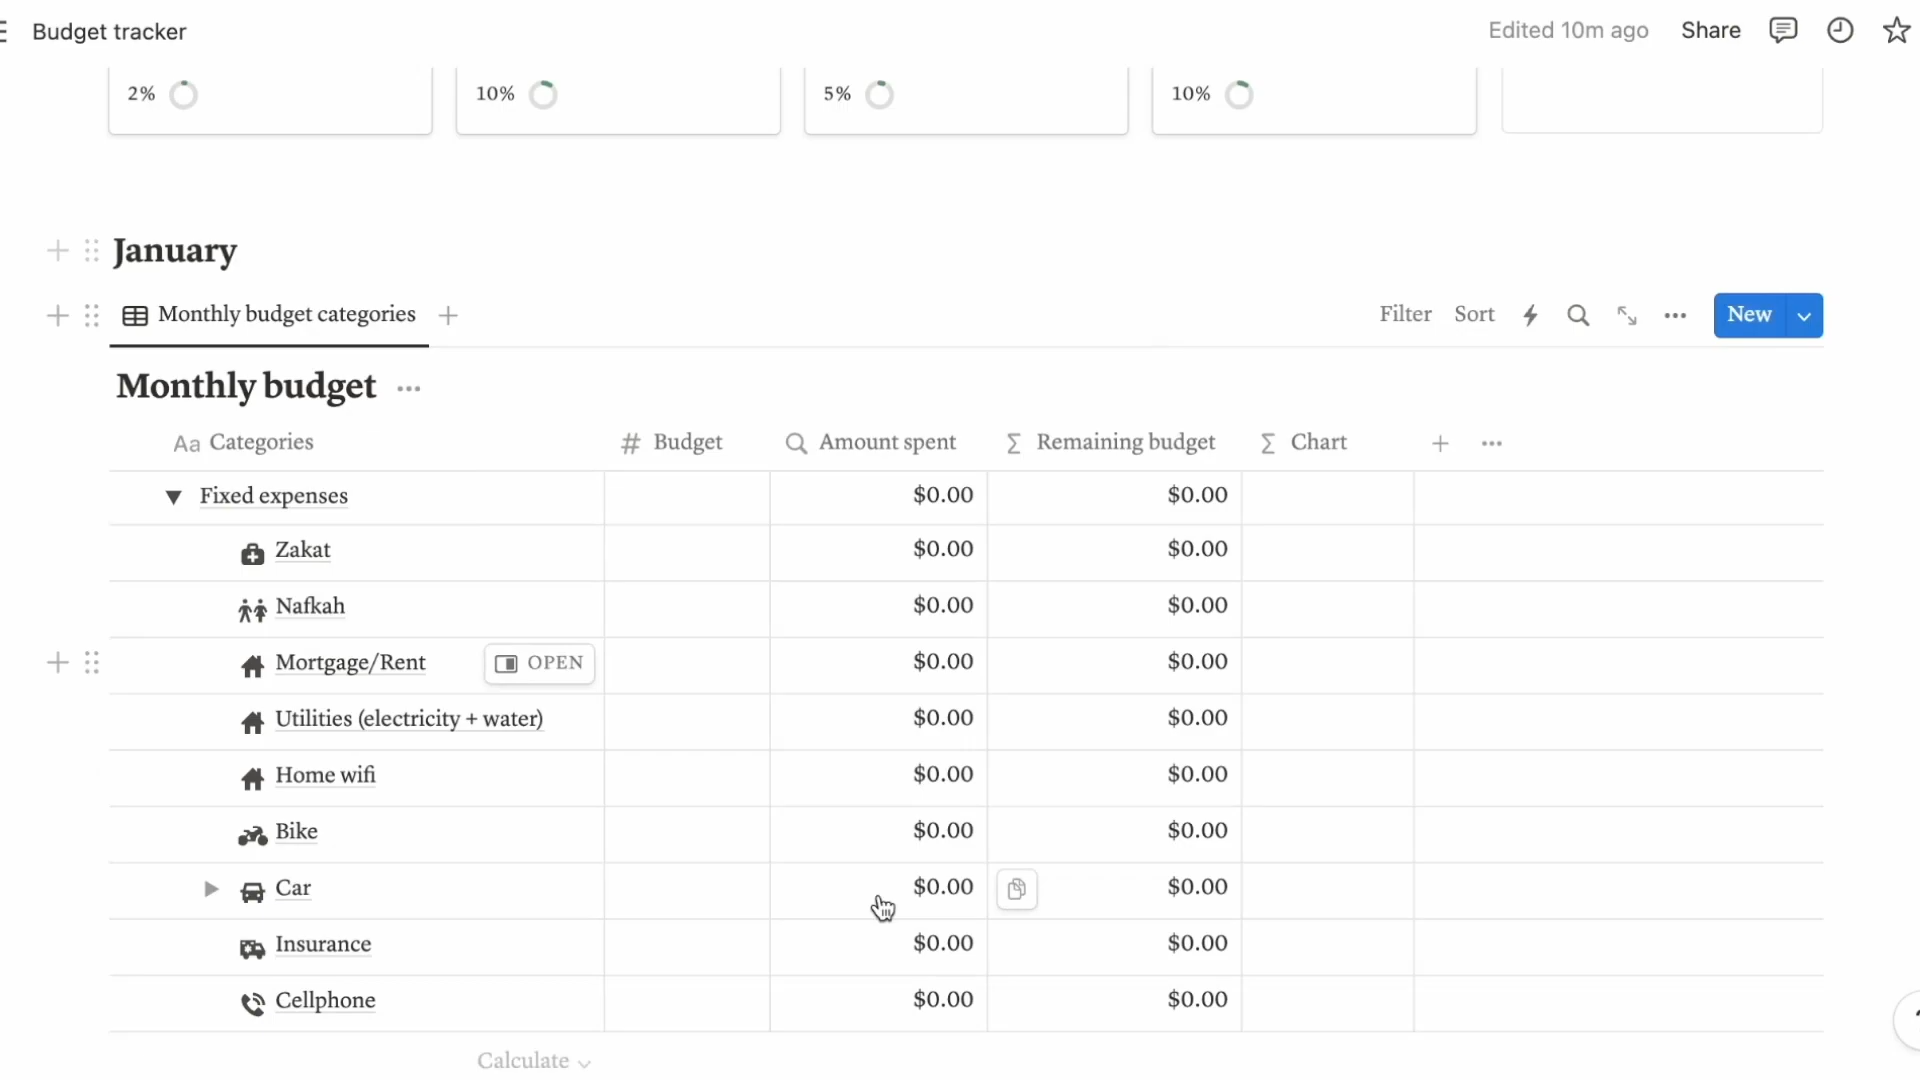 Budget tracker
Edited 10m ago
Share
2%
10%
5%
10%
January
Monthly budget categories
Filter
Sort
New
Monthly budget
Aa Categories
# Budget
Amount spent
Σ Remaining budget
Σ Chart
Fixed expenses $0.00 $0.00
Zakat $0.00 $0.00
Nafkah $0.00 $0.00
Mortgage/Rent OPEN $0.00 $0.00
Utilities (electricity + water) $0.00 $0.00
Home wifi $0.00 $0.00
Bike $0.00 $0.00
Car $0.00 $0.00
Insurance $0.00 $0.00
Cellphone $0.00 $0.00
Calculate